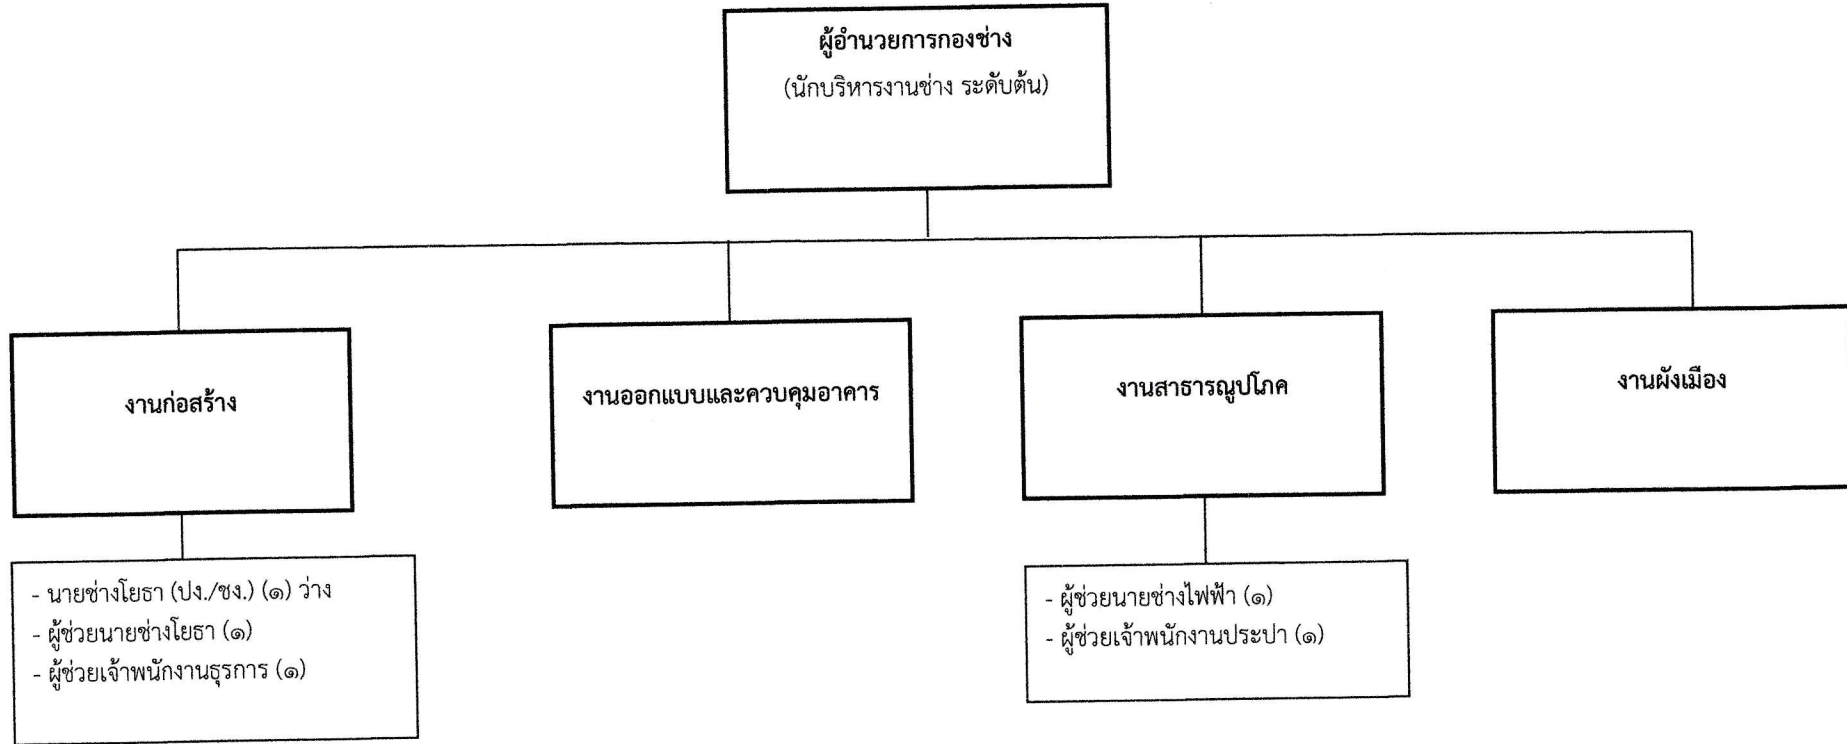 ผู้อำนวยการกองช่าง
(นักบริหารงานช่าง ระดับต้น)
งานก่อสร้าง
งานออกแบบและควบคุมอาคาร
งานสาธารณูปโภค
งานผังเมือง
- นายช่างโยธา (ปง./ชง.) (๑) ว่าง
- ผู้ช่วยนายช่างโยธา (๑)
- ผู้ช่วยเจ้าพนักงานธุรการ (๑)
- ผู้ช่วยนายช่างไฟฟ้า (๑)
- ผู้ช่วยเจ้าพนักงานประปา (๑)